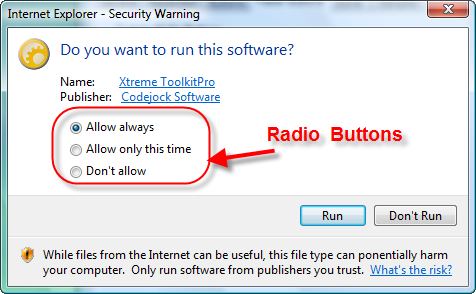 Internet Explorer - Security Warning
Do you want to run this software?
Name: Xtreme ToolkitPro
Publisher: Codejock Software
Allow always
Allow only this time
Don't allow
Radio Buttons
Run Don't Run
While files from the Internet can be useful, this file type can ponentially harm
your computer. Only run software from publishers you trust. What's the risk?